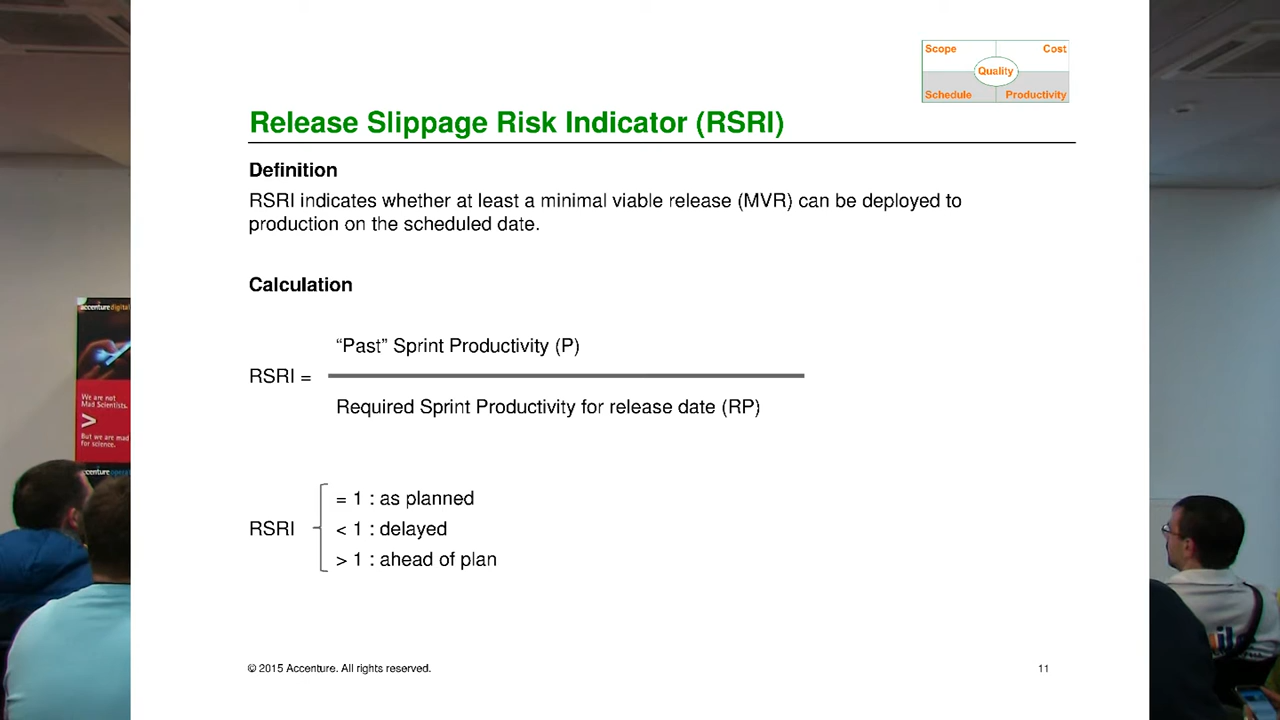 Scope Cost
Quality
Schedule Productivity
Release Slippage Risk Indicator (RSRI)
Definition
RSRI indicates whether at least a minimal viable release (MVR) can be deployed to
production on the scheduled date.
Calculation
“Past” Sprint Productivity (P)
RSRI =
Required Sprint Productivity for release date (RP)
= 1 : as planned
RSRI < 1 : delayed
> 1 : ahead of plan
© 2015 Accenture. All rights reserved. 11
accenture digital
We are not
Mad Scientists.
>
But we are mad
for science.